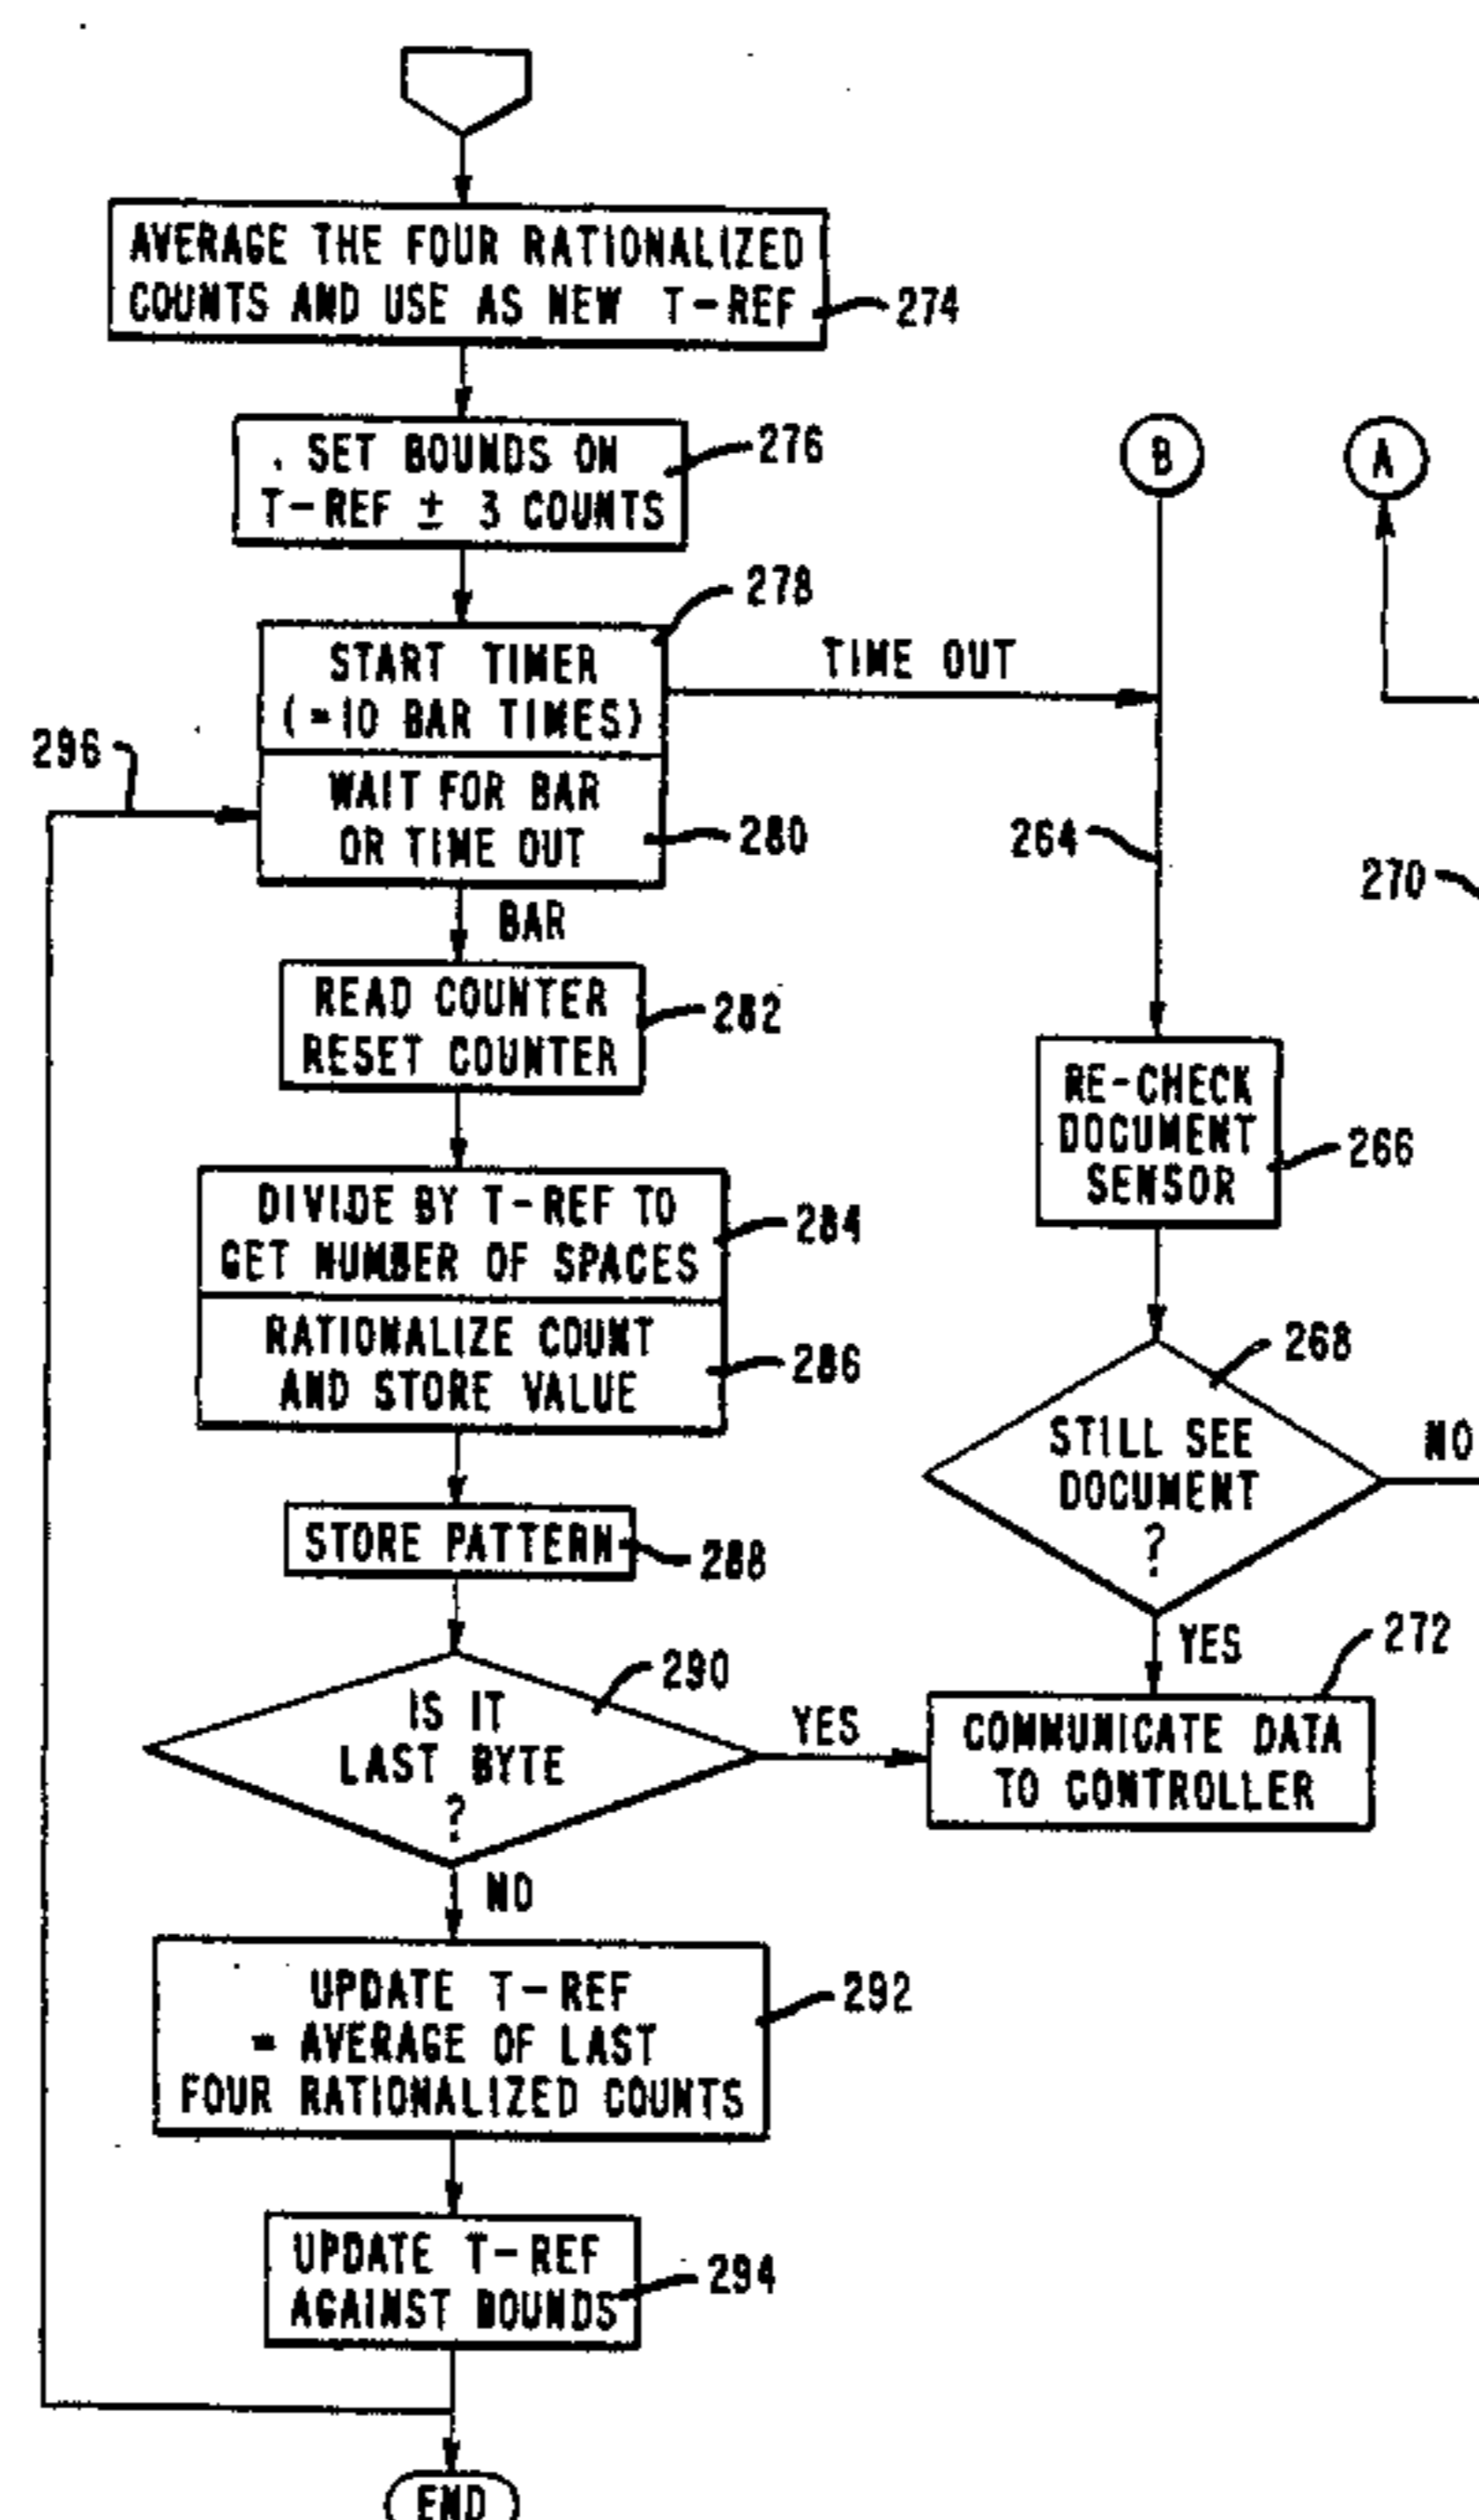 AVERAGE THE FOUR RATIONALIZED
COUNTS AND USE AS NEW T-REF
274
. SET BOUNDS ON
T-REF ± 3 COUNTS
276
B
A
278
START TIMER
(=10 BAR TIMES)
TIME OUT
296
WAIT FOR BAR
OR TIME OUT
280
264
270
BAR
READ COUNTER
RESET COUNTER
282
RE-CHECK
DOCUMENT
SENSOR
266
DIVIDE BY T-REF TO
GET NUMBER OF SPACES
284
RATIONALIZE COUNT
AND STORE VALUE
286
268
STILL SEE
DOCUMENT
?
NO
STORE PATTERN
288
YES
272
290
IS IT
LAST BYTE
?
YES
COMMUNICATE DATA
TO CONTROLLER
NO
UPDATE T-REF
= AVERAGE OF LAST
FOUR RATIONALIZED COUNTS
292
UPDATE T-REF
AGAINST BOUNDS
294
END